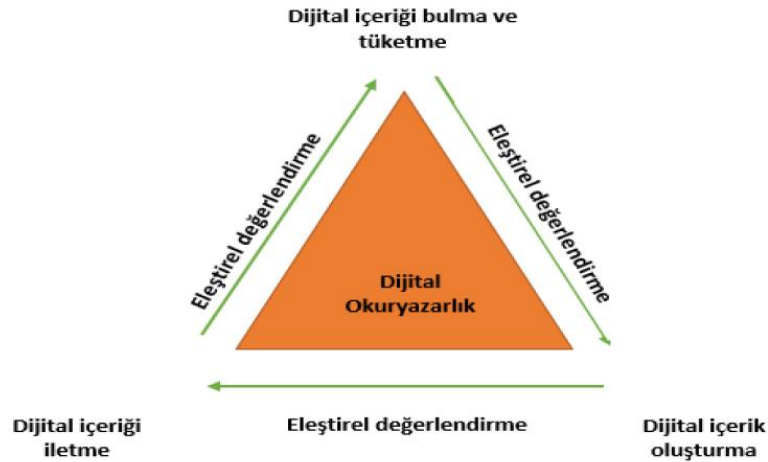 Dijital içeriği bulma ve
tüketme
Eleştirel değerlendirme
Eleştirel değerlendirme
Dijital
Okuryazarlık
Dijital içeriği
iletme
Eleştirel değerlendirme
Dijital içerik
oluşturma